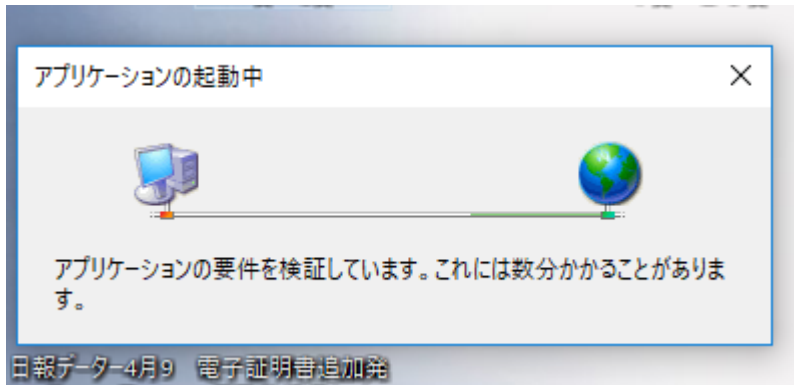 アプリケーションの起動中
アプリケーションの要件を検証しています。これには数分かかることがありま
す。
日報データー4月9 電子証明書追加発